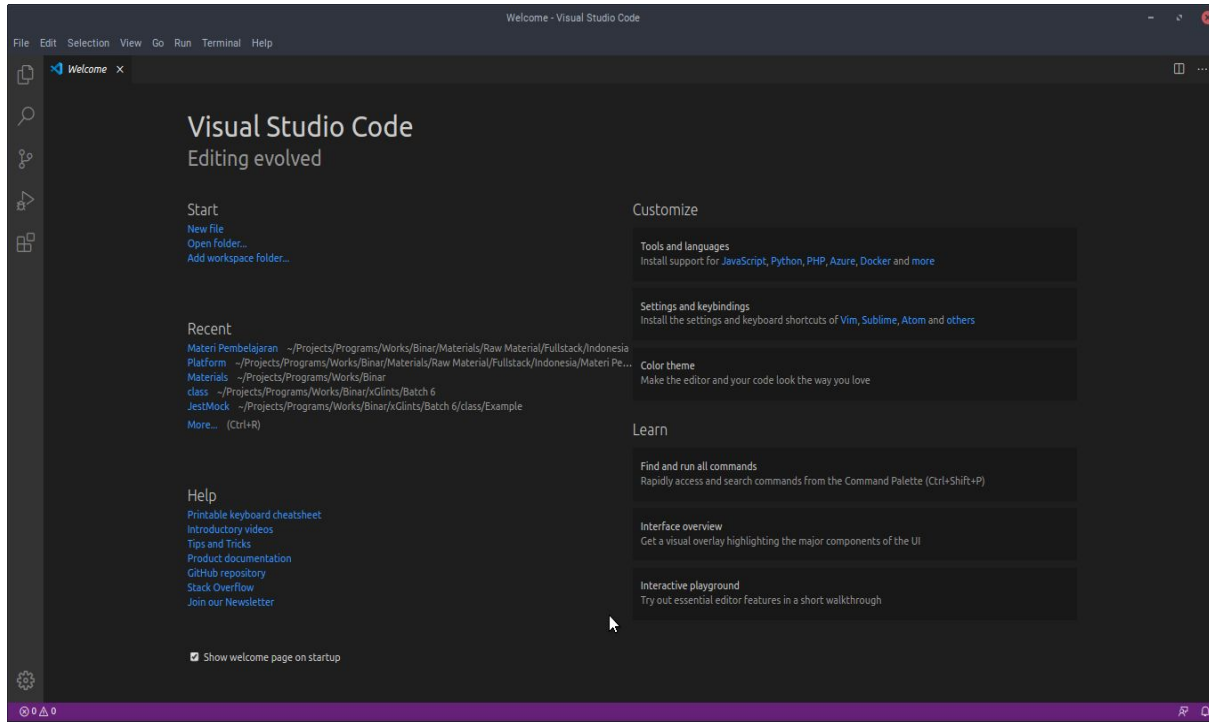 Welcome - Visual Studio Code
File Edit Selection View Go Run Terminal Help
Welcome
Visual Studio Code
Editing evolved
Start
New file
Open folder...
Add workspace folder...
Recent
Materi Pembelajaran ~/Projects/Programs/Works/Binar/Materials/Raw Material/Fullstack/Indonesia
Platform ~/Projects/Programs/Works/Binar/Materials/Raw Material/Fullstack/Indonesia/Materi Pe...
Materials ~/Projects/Programs/Works/Binar
class ~/Projects/Programs/Works/Binar/xGlints/Batch 6
JestMock ~/Projects/Programs/Works/Binar/xGlints/Batch 6/class/Example
More... (Ctrl+R)
Help
Printable keyboard cheatsheet
Introductory videos
Tips and Tricks
Product documentation
GitHub repository
Stack Overflow
Join our Newsletter
Show welcome page on startup
Customize
Tools and languages
Install support for JavaScript, Python, PHP, Azure, Docker and more
Settings and keybindings
Install the settings and keyboard shortcuts of Vim, Sublime, Atom and others
Color theme
Make the editor and your code look the way you love
Learn
Find and run all commands
Rapidly access and search commands from the Command Palette (Ctrl+Shift+P)
Interface overview
Get a visual overlay highlighting the major components of the UI
Interactive playground
Try out essential editor features in a short walkthrough
0 0